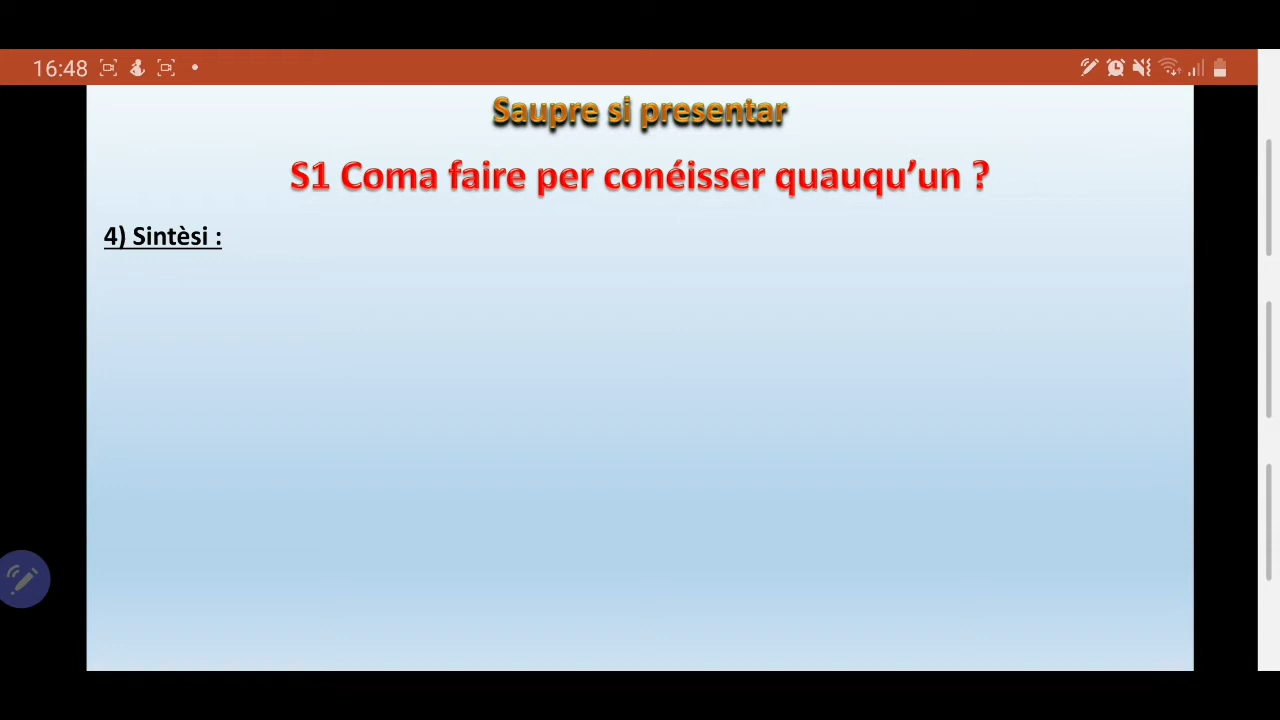 16:48
Saupre si presentar
S1 Coma faire per conéisser quauqu’un ?
4) Sintèsi :